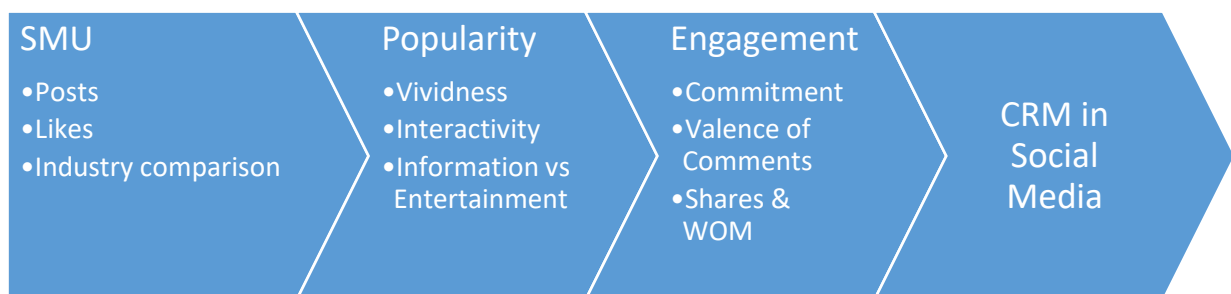 SMU
•Posts
•Likes
•Industry comparison
Popularity
•Vividness
•Interactivity
•Information vs
Entertainment
Engagement
•Commitment
•Valence of
Comments
•Shares &
WOM
CRM in
Social
Media